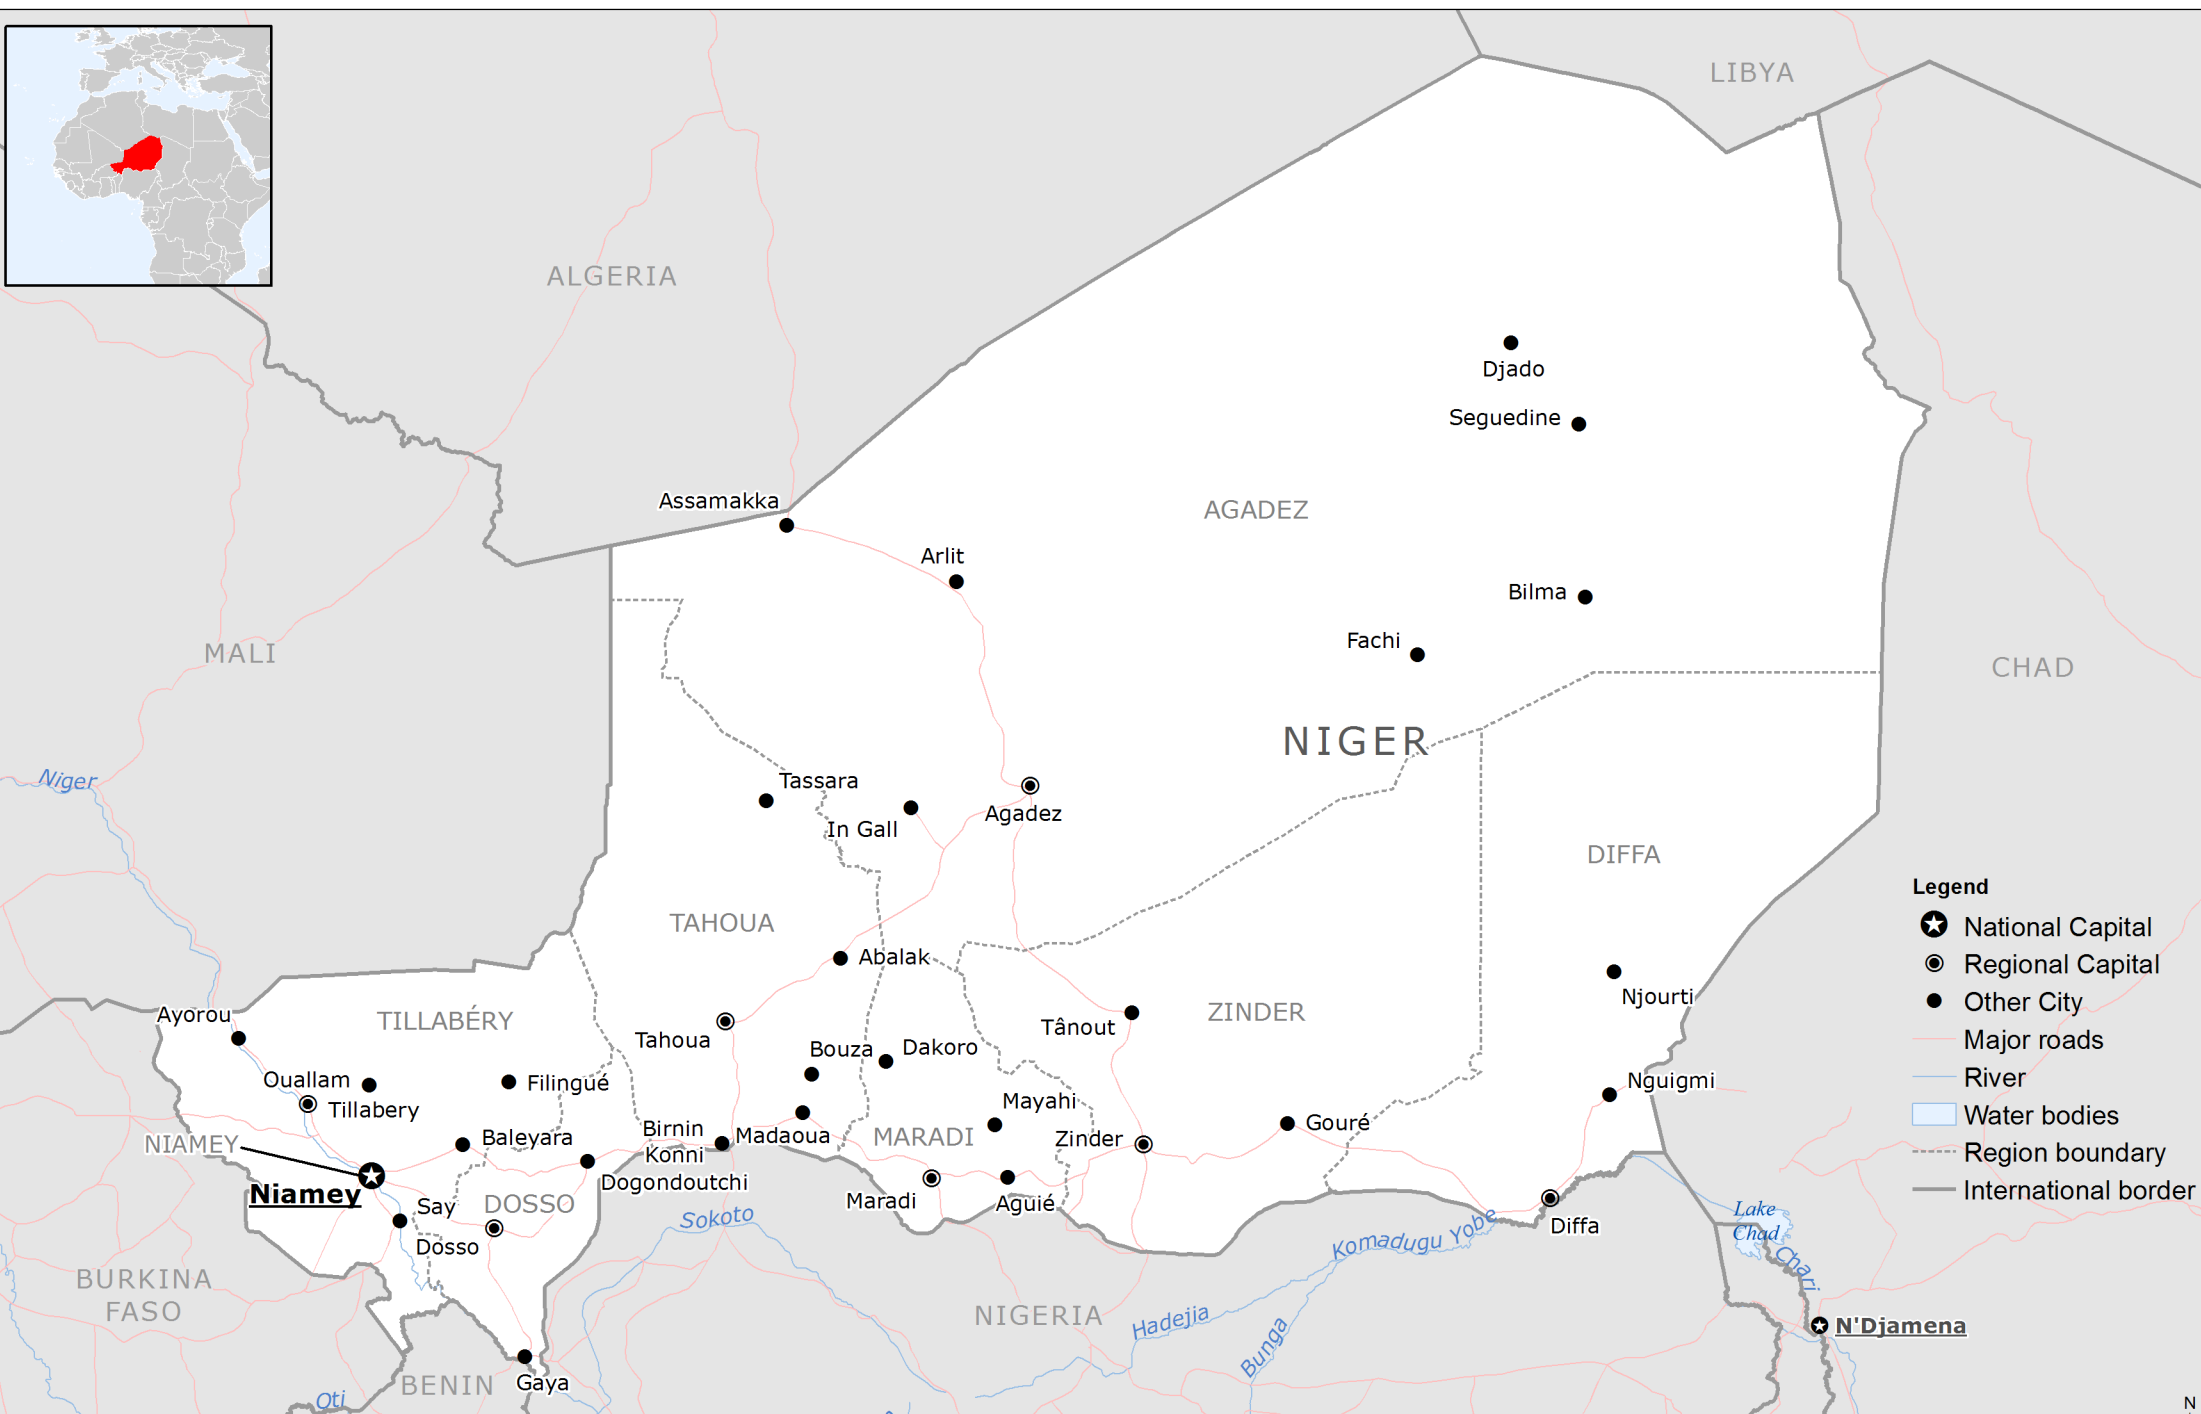 LIBYA
ALGERIA
Djado
Seguedine
Assamakka
AGADEZ
Arlit
Bilma
Fachi
MALI
CHAD
NIGER
Niger
Tassara
In Gall
Agadez
DIFFA
Legend
National Capital
Regional Capital
Other City
Major roads
River
Water bodies
Region boundary
International border
TAHOUA
Abalak
Njourti
Ayorou
TILLABÉRY
ZINDER
Tânout
Tahoua
Bouza
Dakoro
Ouallam
Filingué
Nguigmi
Tillabery
Mayahi
Gouré
NIAMEY
Baleyara
Birnin
Konni
Madaoua
MARADI
Zinder
Dogondoutchi
Niamey
Say
DOSSO
Maradi
Aguié
Dosso
Sokoto
Diffa
Komadugu Yobe
Lake
Chad
Chari
BURKINA
FASO
NIGERIA
Hadejia
Bunga
N'Djamena
BENIN
Gaya
Oti
N